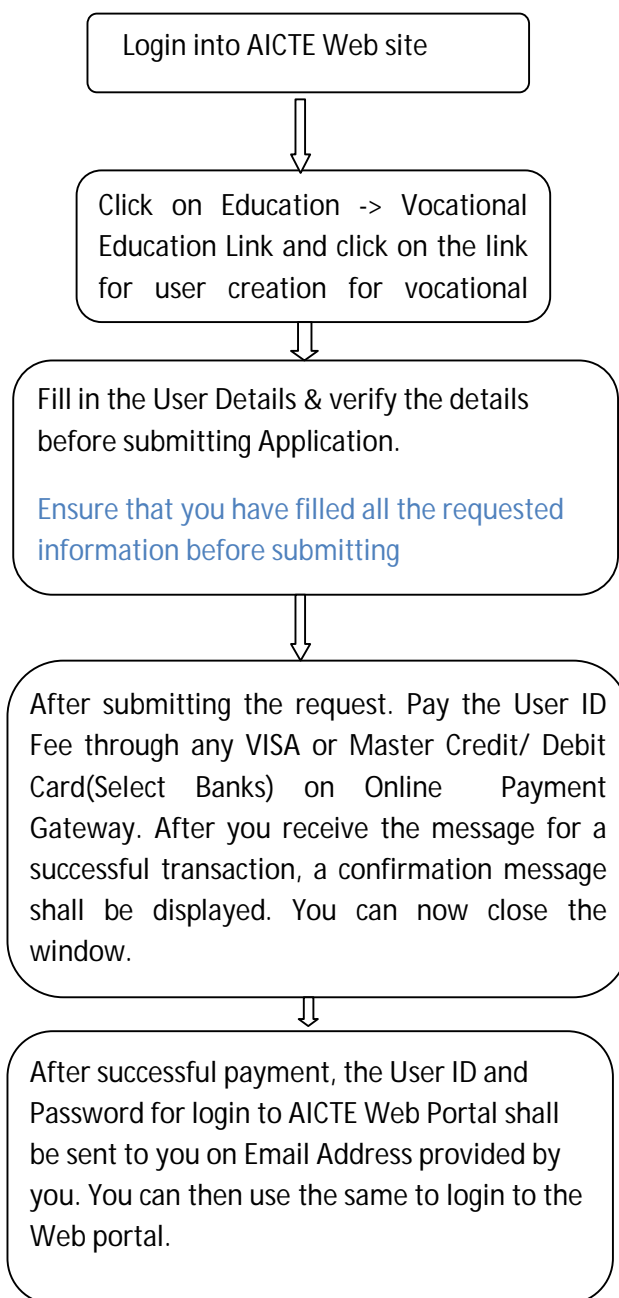 Login into AICTE Web site
Click on Education -> Vocational
Education Link and click on the link
for user creation for vocational
Fill in the User Details & verify the details
before submitting Application.
Ensure that you have filled all the requested
information before submitting
After submitting the request. Pay the User ID
Fee through any VISA or Master Credit/ Debit
Card(Select Banks) on Online Payment
Gateway. After you receive the message for a
successful transaction, a confirmation message
shall be displayed. You can now close the
window.
After successful payment, the User ID and
Password for login to AICTE Web Portal shall
be sent to you on Email Address provided by
you. You can then use the same to login to the
Web portal.